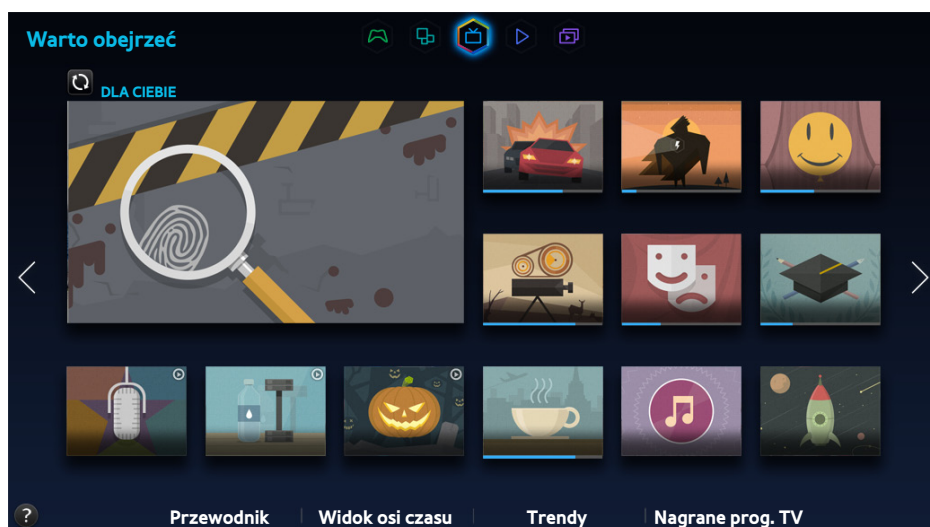 Warto obejrzeć
DLA CIEBIE
?
Przewodnik
Widok osi czasu
Trendy
Nagrane prog. TV